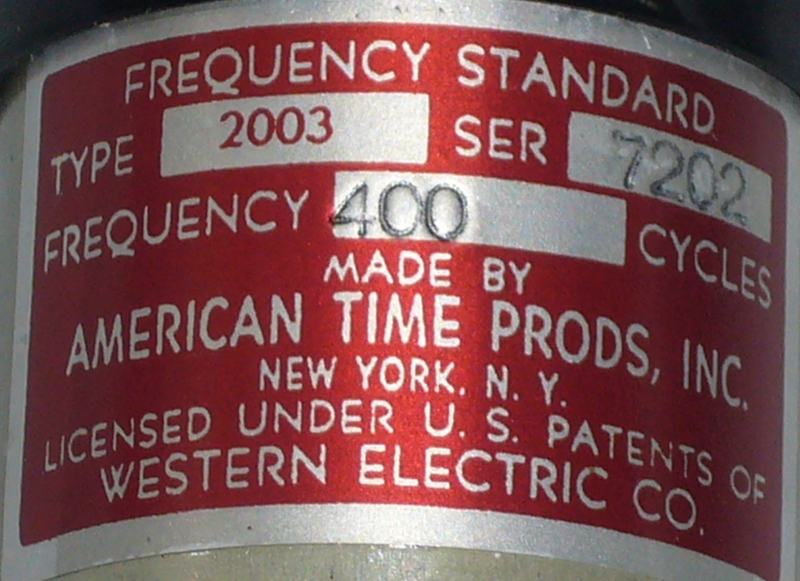 FREQUENCY STANDARD
TYPE 2003 SER 7202
FREQUENCY 400 CYCLES
MADE BY
AMERICAN TIME PRODS, INC.
NEW YORK, N. Y.
LICENSED UNDER U. S. PATENTS OF
WESTERN ELECTRIC CO.